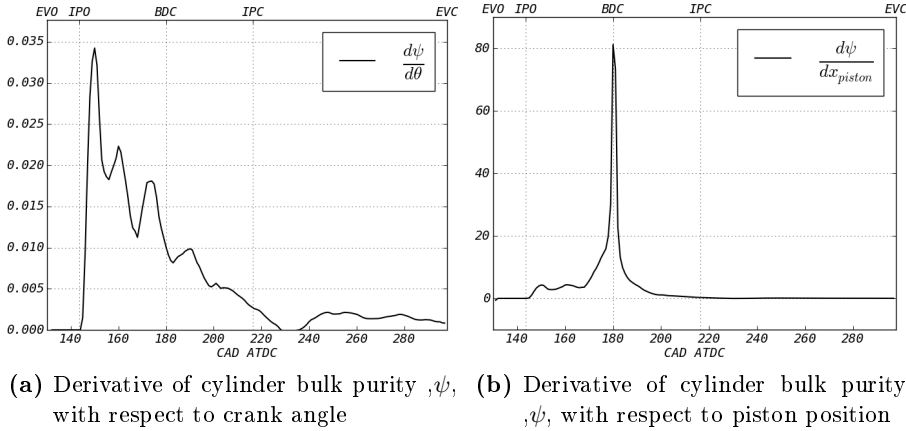 EVO IPO BDC IPC EVC
0.035
0.030
0.025
0.020
0.015
0.010
0.005
0.000
dψ
dθ
140 160 180 200 220 240 260 280
CAD ATDC
(a) Derivative of cylinder bulk purity ,ψ,
with respect to crank angle
EVO IPO BDC IPC EVC
80
60
40
20
0
dψ
dx_piston
140 160 180 200 220 240 260 280
CAD ATDC
(b) Derivative of cylinder bulk purity
,ψ, with respect to piston position